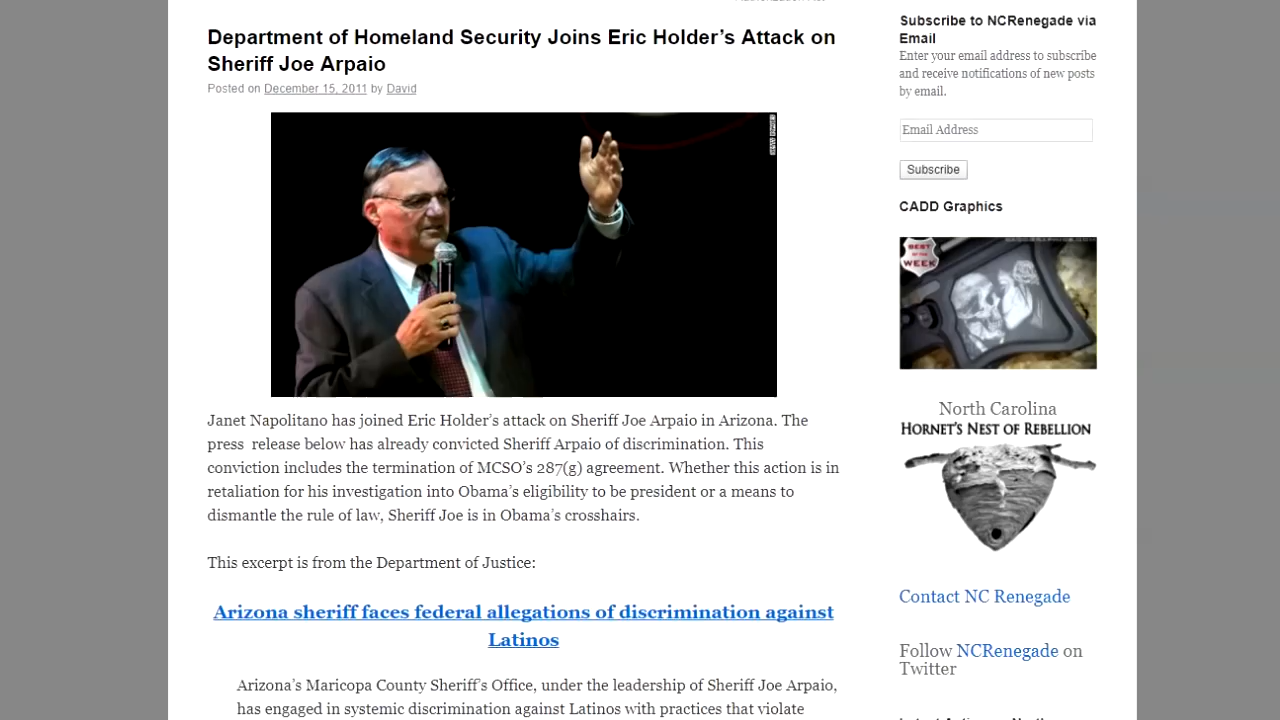 Department of Homeland Security Joins Eric Holder’s Attack on
Sheriff Joe Arpaio
Posted on December 15, 2011 by David
Janet Napolitano has joined Eric Holder’s attack on Sheriff Joe Arpaio in Arizona. The
press  release below has already convicted Sheriff Arpaio of discrimination. This
conviction includes the termination of MCSO’s 287(g) agreement. Whether this action is in
retaliation for his investigation into Obama’s eligibility to be president or a means to
dismantle the rule of law, Sheriff Joe is in Obama’s crosshairs.
This excerpt is from the Department of Justice:
Arizona sheriff faces federal allegations of discrimination against
Latinos
Arizona’s Maricopa County Sheriff’s Office, under the leadership of Sheriff Joe Arpaio,
has engaged in systemic discrimination against Latinos with practices that violate
Subscribe to NCRenegade via
Email
Enter your email address to subscribe
and receive notifications of new posts
by email.
Email Address
Subscribe
CADD Graphics
BEST
OF THE
WEEK
North Carolina
HORNET'S NEST OF REBELLION
Contact NC Renegade
Follow NCRenegade on
Twitter